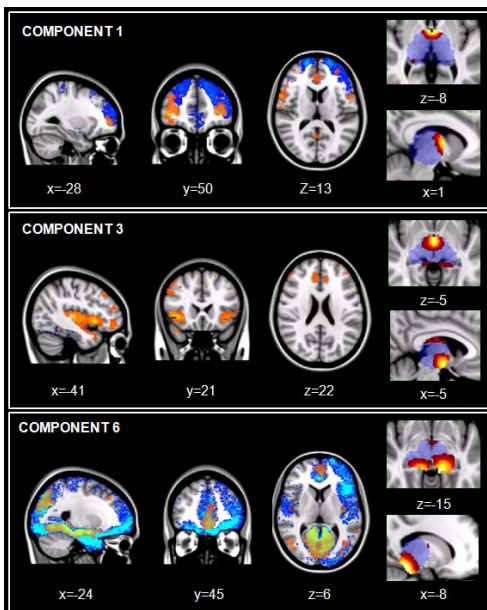 COMPONENT 1
z=-8
x=-28 y=50 Z=13 x=1
COMPONENT 3
z=-5
x=-41 y=21 z=22 x=-5
COMPONENT 6
z=-15
x=-24 y=45 z=6 x=-8